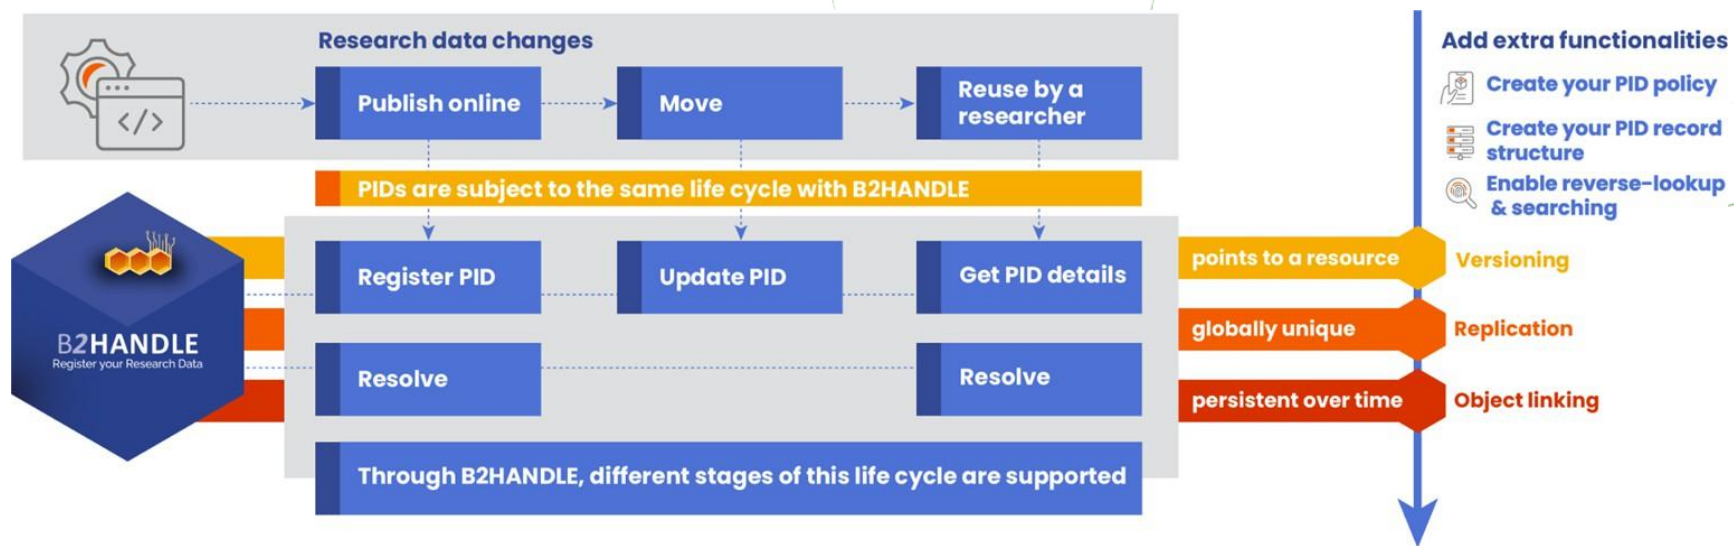 Research data changes
Publish online
Move
Reuse by a
researcher
</>
PIDs are subject to the same life cycle with B2HANDLE
Register PID
Update PID
Get PID details
Resolve
Resolve
Through B2HANDLE, different stages of this life cycle are supported
B2HANDLE
Register your Research Data
Add extra functionalities
Create your PID policy
Create your PID record
structure
Enable reverse-lookup
& searching
points to a resource
Versioning
globally unique
Replication
persistent over time
Object linking